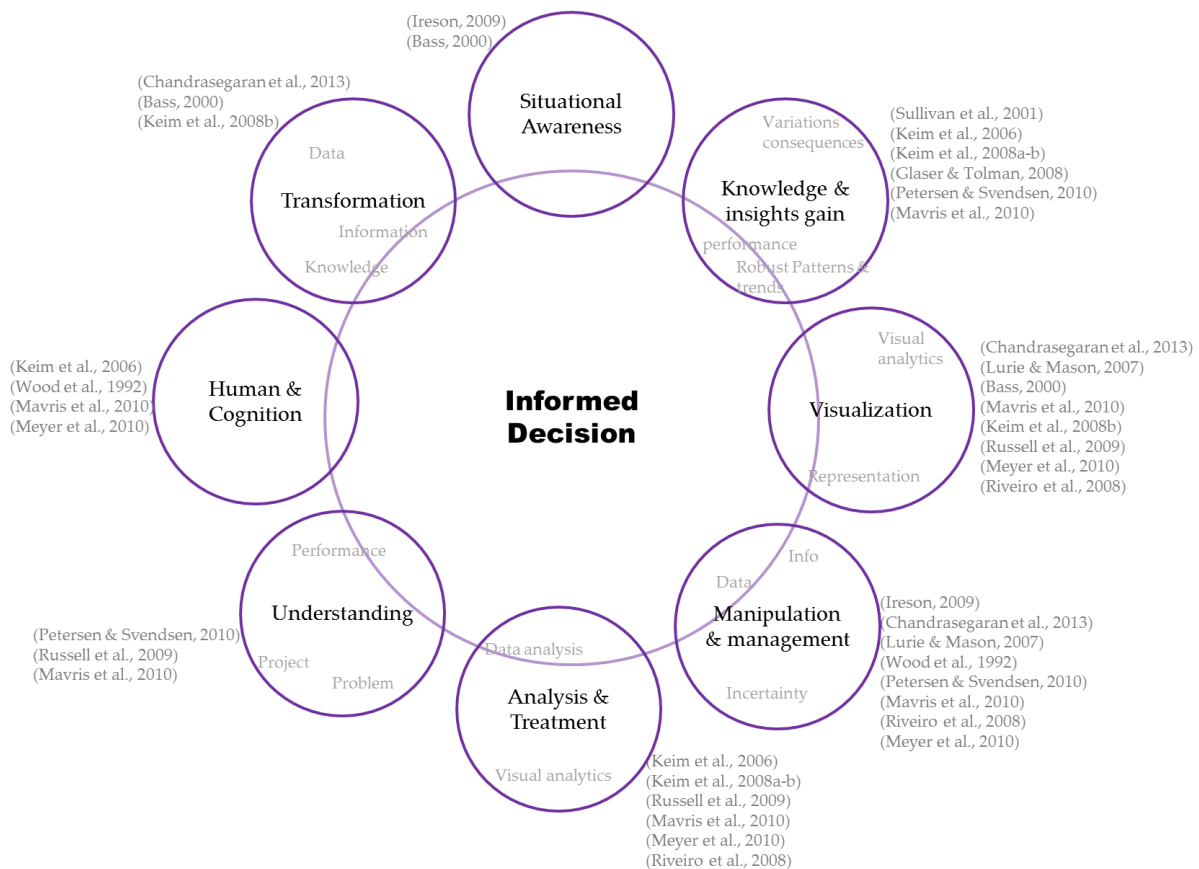 (Ireson, 2009)
(Bass, 2000)
Situational
Awareness
(Chandrasegaran et al., 2013)
(Bass, 2000)
(Keim et al., 2008b)
Data
Transformation
Information
Knowledge
Variations
consequences
Knowledge &
insights gain
performance
Robust Patterns &
trends
(Sullivan et al., 2001)
(Keim et al., 2006)
(Keim et al., 2008a-b)
(Glaser & Tolman, 2008)
(Petersen & Svendsen, 2010)
(Mavris et al., 2010)
(Keim et al., 2006)
(Wood et al., 1992)
(Mavris et al., 2010)
(Meyer et al., 2010)
Human &
Cognition
Informed
Decision
Visual
analytics
Visualization
Representation
(Chandrasegaran et al., 2013)
(Lurie & Mason, 2007)
(Bass, 2000)
(Mavris et al., 2010)
(Keim et al., 2008b)
(Russell et al., 2009)
(Meyer et al., 2010)
(Riveiro et al., 2008)
Performance
Understanding
Project
Problem
(Petersen & Svendsen, 2010)
(Russell et al., 2009)
(Mavris et al., 2010)
Info
Data
Manipulation
& management
Incertainty
(Ireson, 2009)
(Chandrasegaran et al., 2013)
(Lurie & Mason, 2007)
(Wood et al., 1992)
(Petersen & Svendsen, 2010)
(Mavris et al., 2010)
(Riveiro et al., 2008)
(Meyer et al., 2010)
Data analysis
Analysis &
Treatment
Visual analytics
(Keim et al., 2006)
(Keim et al., 2008a-b)
(Russell et al., 2009)
(Mavris et al., 2010)
(Meyer et al., 2010)
(Riveiro et al., 2008)